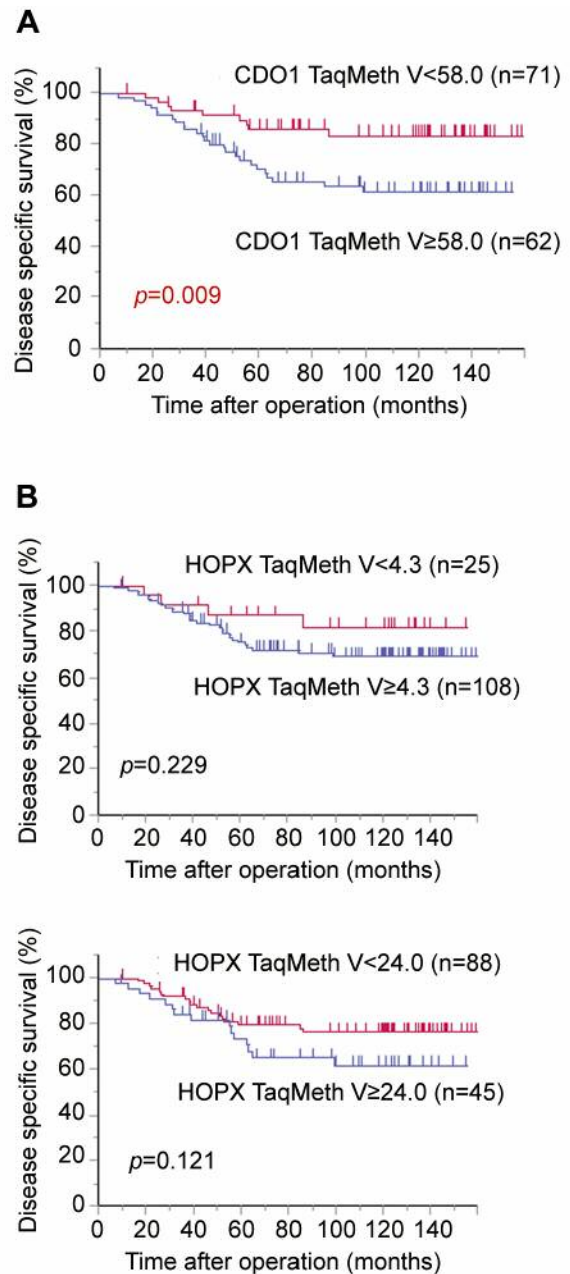 A
CDO1 TaqMeth V<58.0 (n=71)
Disease specific survival (%)
100
80
60
40
20
0
CDO1 TaqMeth V≥58.0 (n=62)
p=0.009
0 20 40 60 80 100 120 140
Time after operation (months)
B
HOPX TaqMeth V<4.3 (n=25)
Disease specific survival (%)
100
80
60
40
20
0
HOPX TaqMeth V≥4.3 (n=108)
p=0.229
0 20 40 60 80 100 120 140
Time after operation (months)
HOPX TaqMeth V<24.0 (n=88)
Disease specific survival (%)
100
80
60
40
20
0
HOPX TaqMeth V≥24.0 (n=45)
p=0.121
0 20 40 60 80 100 120 140
Time after operation (months)